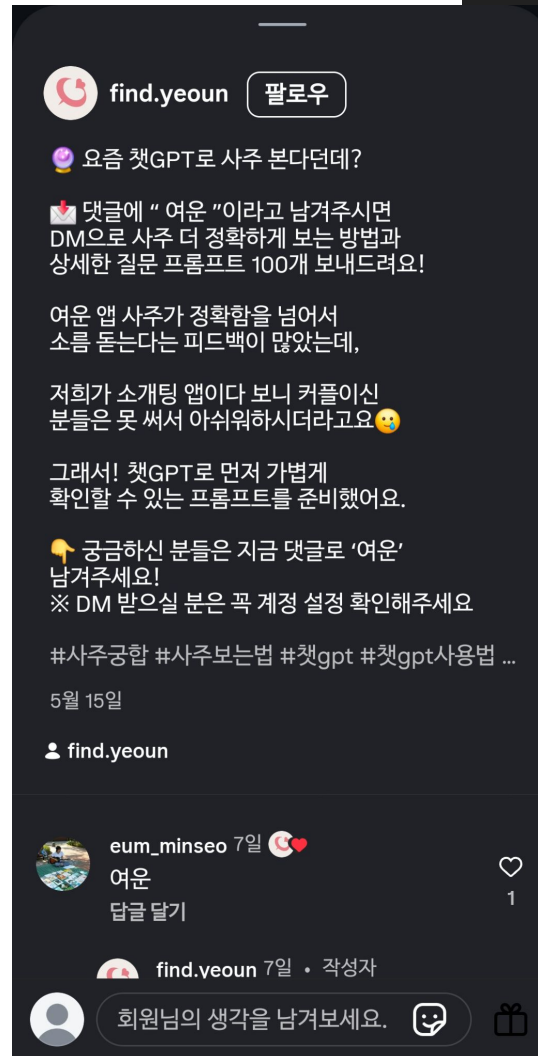 find.yeoun 팔로우
🔮 요즘 챗GPT로 사주 본다던데?
📩 댓글에 “ 여운 ”이라고 남겨주시면
DM으로 사주 더 정확하게 보는 방법과
상세한 질문 프롬프트 100개 보내드려요!
여운 앱 사주가 정확함을 넘어서
소름 돋는다는 피드백이 많았는데,
저희가 소개팅 앱이다 보니 커플이신
분들은 못 써서 아쉬워하시더라고요🥲
그래서! 챗GPT로 먼저 가볍게
확인할 수 있는 프롬프트를 준비했어요.
👇 궁금하신 분들은 지금 댓글로 ‘여운’
남겨주세요!
※ DM 받으실 분은 꼭 계정 설정 확인해주세요
#사주궁합 #사주보는법 #챗gpt #챗gpt사용법 ...
5월 15일
find.yeoun
eum_minseo 7일
여운
1
답글 달기
find.yeoun 7일 • 작성자
회원님의 생각을 남겨보세요.